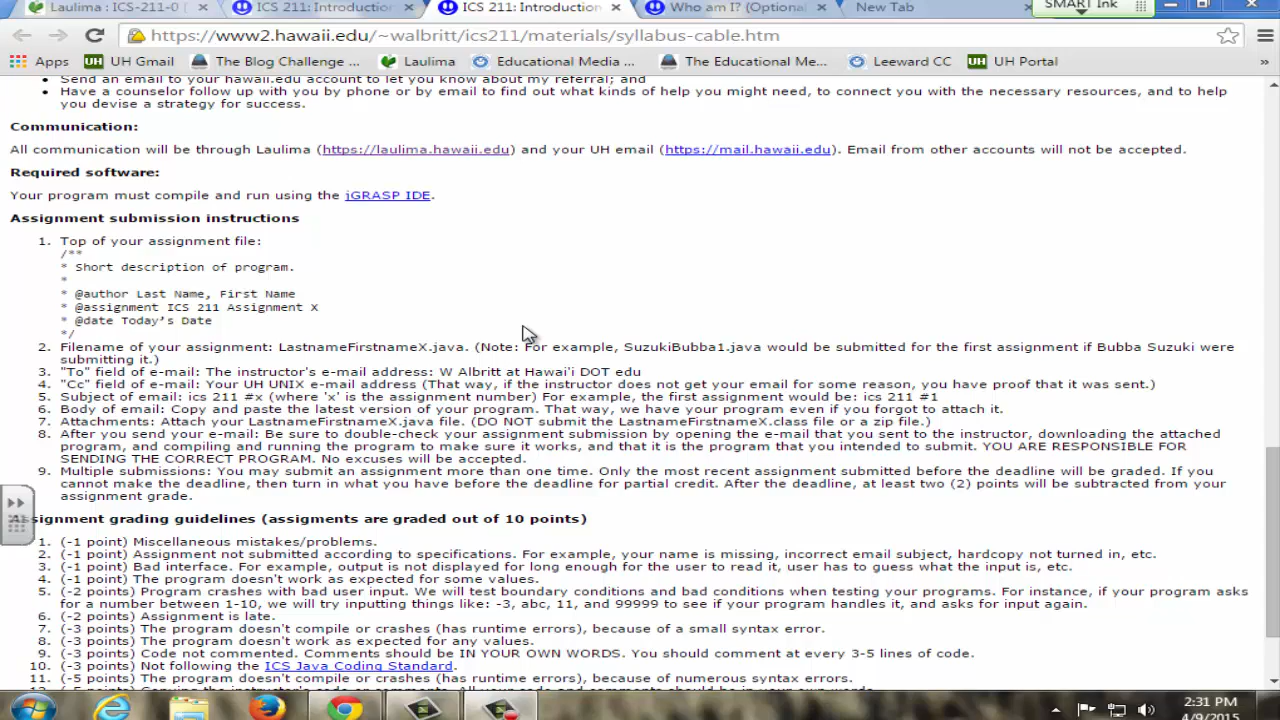 Laulima : ICS-211-0 (
ICS 211: Introduction
ICS 211: Introduction
Who am I? (Optional
New Tab
SMART Ink
https://www2.hawaii.edu/~walbritt/ics211/materials/syllabus-cable.htm
Apps
UH Gmail
The Blog Challenge ...
Laulima
Educational Media ...
The Educational Me...
Leeward CC
UH Portal
»
• Send an email to your hawaii.edu account to let you know about my referral; and
• Have a counselor follow up with you by phone or by email to find out what kinds of help you might need, to connect you with the necessary resources, and to help
you devise a strategy for success.
Communication:
All communication will be through Laulima (https://laulima.hawaii.edu) and your UH email (https://mail.hawaii.edu). Email from other accounts will not be accepted.
Required software:
Your program must compile and run using the jGRASP IDE.
Assignment submission instructions
1. Top of your assignment file:
/**
* Short description of program.
*
* @author Last Name, First Name
* @assignment ICS 211 Assignment X
* @date Today's Date
*/
2. Filename of your assignment: LastnameFirstnameX.java. (Note: For example, SuzukiBubba1.java would be submitted for the first assignment if Bubba Suzuki were
submitting it.)
3. "To" field of e-mail: The instructor's e-mail address: W Albritt at Hawai'i DOT edu
4. "Cc" field of e-mail: Your UH UNIX e-mail address (That way, if the instructor does not get your email for some reason, you have proof that it was sent.)
5. Subject of email: ics 211 #x (where 'x' is the assignment number) For example, the first assignment would be: ics 211 #1
6. Body of email: Copy and paste the latest version of your program. That way, we have your program even if you forgot to attach it.
7. Attachments: Attach your LastnameFirstnameX.java file. (DO NOT submit the LastnameFirstnameX.class file or a zip file.)
8. After you send your e-mail: Be sure to double-check your assignment submission by opening the e-mail that you sent to the instructor, downloading the attached
program, and compiling and running the program to make sure it works, and that it is the program that you intended to submit. YOU ARE RESPONSIBLE FOR
SENDING THE CORRECT PROGRAM. No excuses will be accepted.
9. Multiple submissions: You may submit an assignment more than one time. Only the most recent assignment submitted before the deadline will be graded. If you
cannot make the deadline, then turn in what you have before the deadline for partial credit. After the deadline, at least two (2) points will be subtracted from your
assignment grade.
Assignment grading guidelines (assigments are graded out of 10 points)
1. (-1 point) Miscellaneous mistakes/problems.
2. (-1 point) Assignment not submitted according to specifications. For example, your name is missing, incorrect email subject, hardcopy not turned in, etc.
3. (-1 point) Bad interface. For example, output is not displayed for long enough for the user to read it, user has to guess what the input is, etc.
4. (-1 point) The program doesn't work as expected for some values.
5. (-2 points) Program crashes with bad user input. We will test boundary conditions and bad conditions when testing your programs. For instance, if your program asks
for a number between 1-10, we will try inputting things like: -3, abc, 11, and 99999 to see if your program handles it, and asks for input again.
6. (-2 points) Assignment is late.
7. (-3 points) The program doesn't compile or crashes (has runtime errors), because of a small syntax error.
8. (-3 points) The program doesn't work as expected for any values.
9. (-3 points) Code not commented. Comments should be IN YOUR OWN WORDS. You should comment at every 3-5 lines of code.
10. (-3 points) Not following the ICS Java Coding Standard.
11. (-5 points) The program doesn't compile or crashes (has runtime errors), because of numerous syntax errors.
2:31 PM
4/9/2015